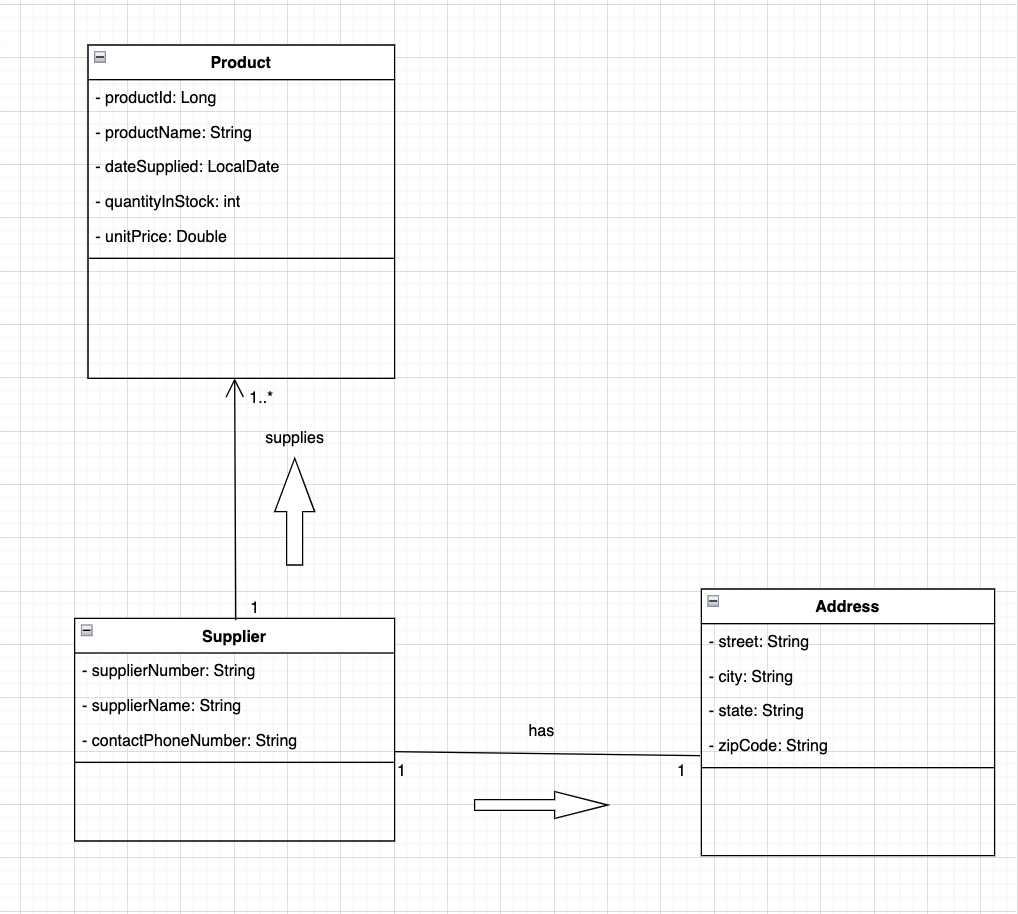 Product
- productId: Long
- productName: String
- dateSupplied: LocalDate
- quantityInStock: int
- unitPrice: Double
1..*
supplies
1
Supplier
- supplierNumber: String
- supplierName: String
- contactPhoneNumber: String
has
1
1
Address
- street: String
- city: String
- state: String
- zipCode: String